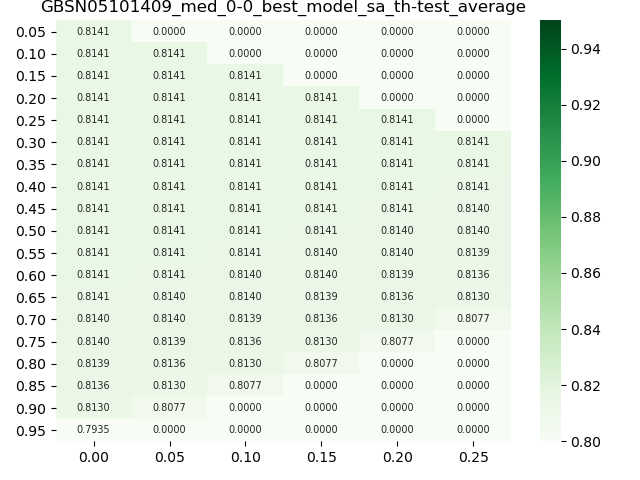 GBSN05101409_med_0-0_best_model_sa_th-test_average
0.05 0.8141 0.0000 0.0000 0.0000 0.0000 0.0000
0.10 0.8141 0.8141 0.0000 0.0000 0.0000 0.0000
0.15 0.8141 0.8141 0.8141 0.0000 0.0000 0.0000
0.20 0.8141 0.8141 0.8141 0.8141 0.0000 0.0000
0.25 0.8141 0.8141 0.8141 0.8141 0.8141 0.0000
0.30 0.8141 0.8141 0.8141 0.8141 0.8141 0.8141
0.35 0.8141 0.8141 0.8141 0.8141 0.8141 0.8141
0.40 0.8141 0.8141 0.8141 0.8141 0.8141 0.8141
0.45 0.8141 0.8141 0.8141 0.8141 0.8141 0.8140
0.50 0.8141 0.8141 0.8141 0.8141 0.8140 0.8140
0.55 0.8141 0.8141 0.8141 0.8140 0.8140 0.8139
0.60 0.8141 0.8141 0.8140 0.8140 0.8139 0.8136
0.65 0.8141 0.8140 0.8140 0.8139 0.8136 0.8130
0.70 0.8140 0.8140 0.8139 0.8136 0.8130 0.8077
0.75 0.8140 0.8139 0.8136 0.8130 0.8077 0.0000
0.80 0.8139 0.8136 0.8130 0.8077 0.0000 0.0000
0.85 0.8136 0.8130 0.8077 0.0000 0.0000 0.0000
0.90 0.8130 0.8077 0.0000 0.0000 0.0000 0.0000
0.95 0.7935 0.0000 0.0000 0.0000 0.0000 0.0000
0.00 0.05 0.10 0.15 0.20 0.25
0.94
0.92
0.90
0.88
0.86
0.84
0.82
0.80